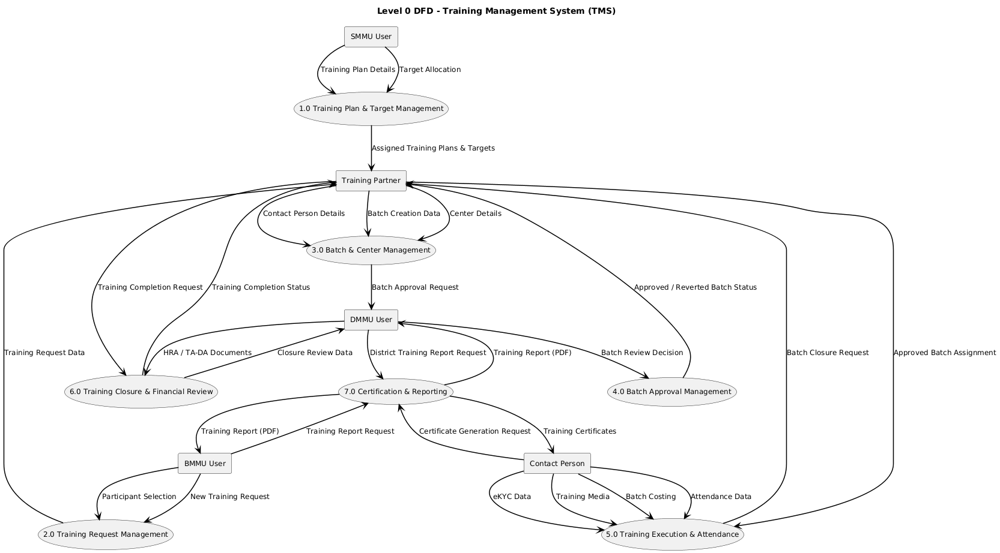 Level 0 DFD - Training Management System (TMS)
SMMU User
Training Plan Details
Target Allocation
1.0 Training Plan & Target Management
Assigned Training Plans & Targets
Training Partner
Contact Person Details
Batch Creation Data
Center Details
3.0 Batch & Center Management
Training Completion Request
Training Completion Status
Batch Approval Request
Approved / Reverted Batch Status
DMMU User
Training Request Data
HRA / TA-DA Documents
Closure Review Data
District Training Report Request
Training Report (PDF)
Batch Review Decision
Batch Closure Request
Approved Batch Assignment
6.0 Training Closure & Financial Review
7.0 Certification & Reporting
4.0 Batch Approval Management
Training Report (PDF)
Training Report Request
Certificate Generation Request
Training Certificates
BMMU User
Contact Person
Participant Selection
New Training Request
eKYC Data
Training Media
Batch Costing
Attendance Data
2.0 Training Request Management
5.0 Training Execution & Attendance